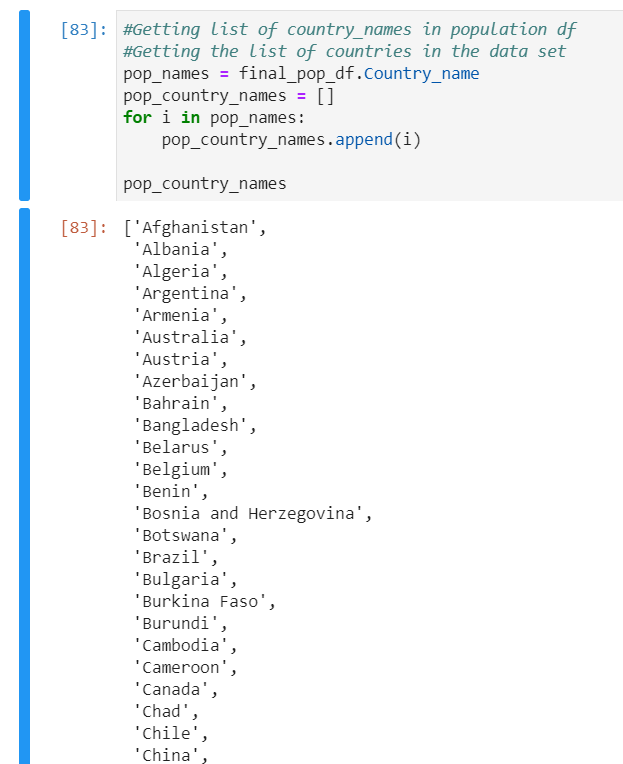 [83]: #Getting list of country_names in population df
#Getting the list of countries in the data set
pop_names = final_pop_df.Country_name
pop_country_names = []
for i in pop_names:
    pop_country_names.append(i)

pop_country_names
[83]: ['Afghanistan',
 'Albania',
 'Algeria',
 'Argentina',
 'Armenia',
 'Australia',
 'Austria',
 'Azerbaijan',
 'Bahrain',
 'Bangladesh',
 'Belarus',
 'Belgium',
 'Benin',
 'Bosnia and Herzegovina',
 'Botswana',
 'Brazil',
 'Bulgaria',
 'Burkina Faso',
 'Burundi',
 'Cambodia',
 'Cameroon',
 'Canada',
 'Chad',
 'Chile',
 'China',